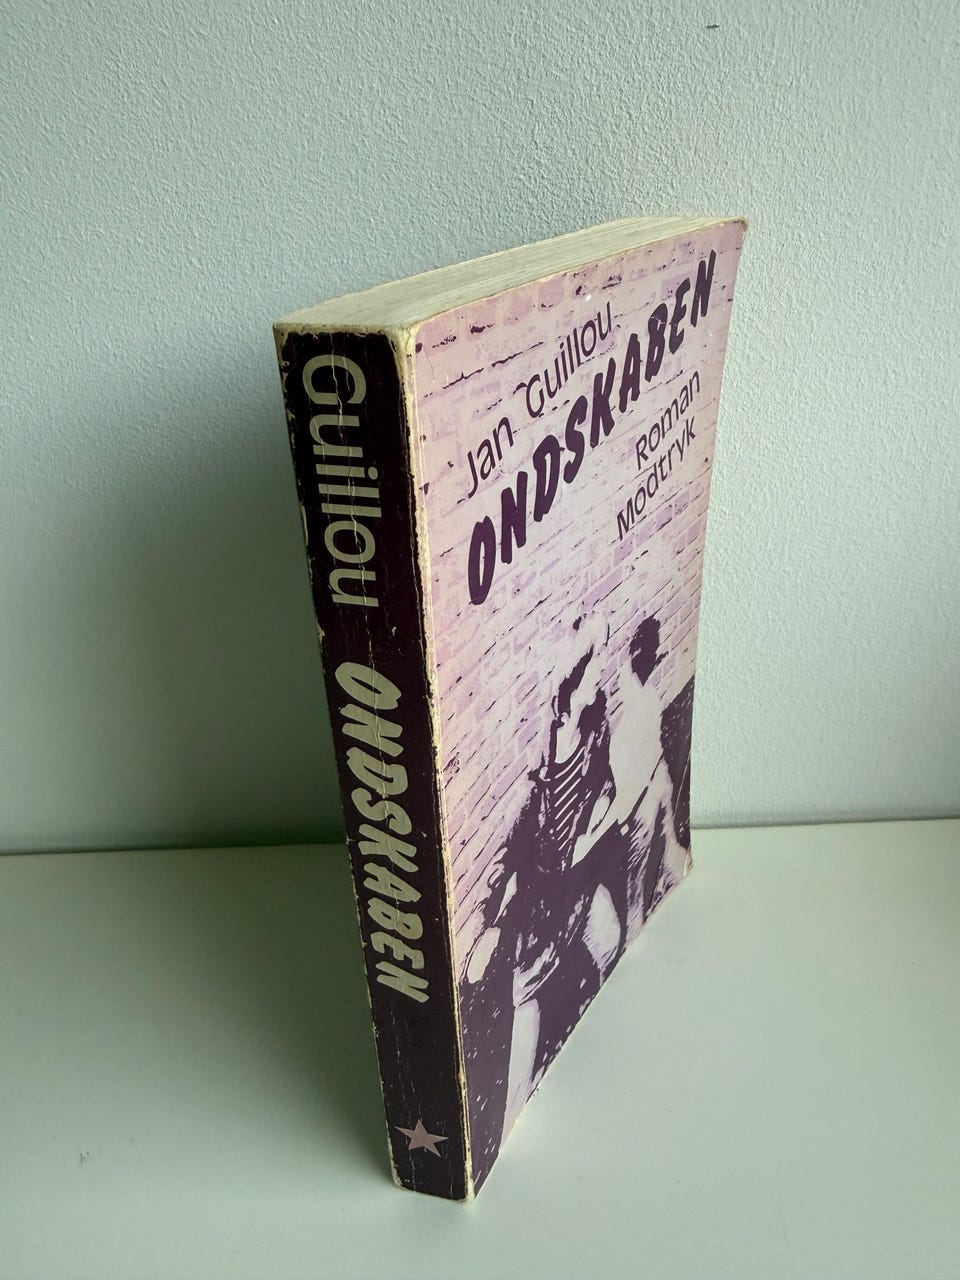 Guillou ONDSKABEN
Jan Guillou
ONDSKABEN
Roman
Modtryk